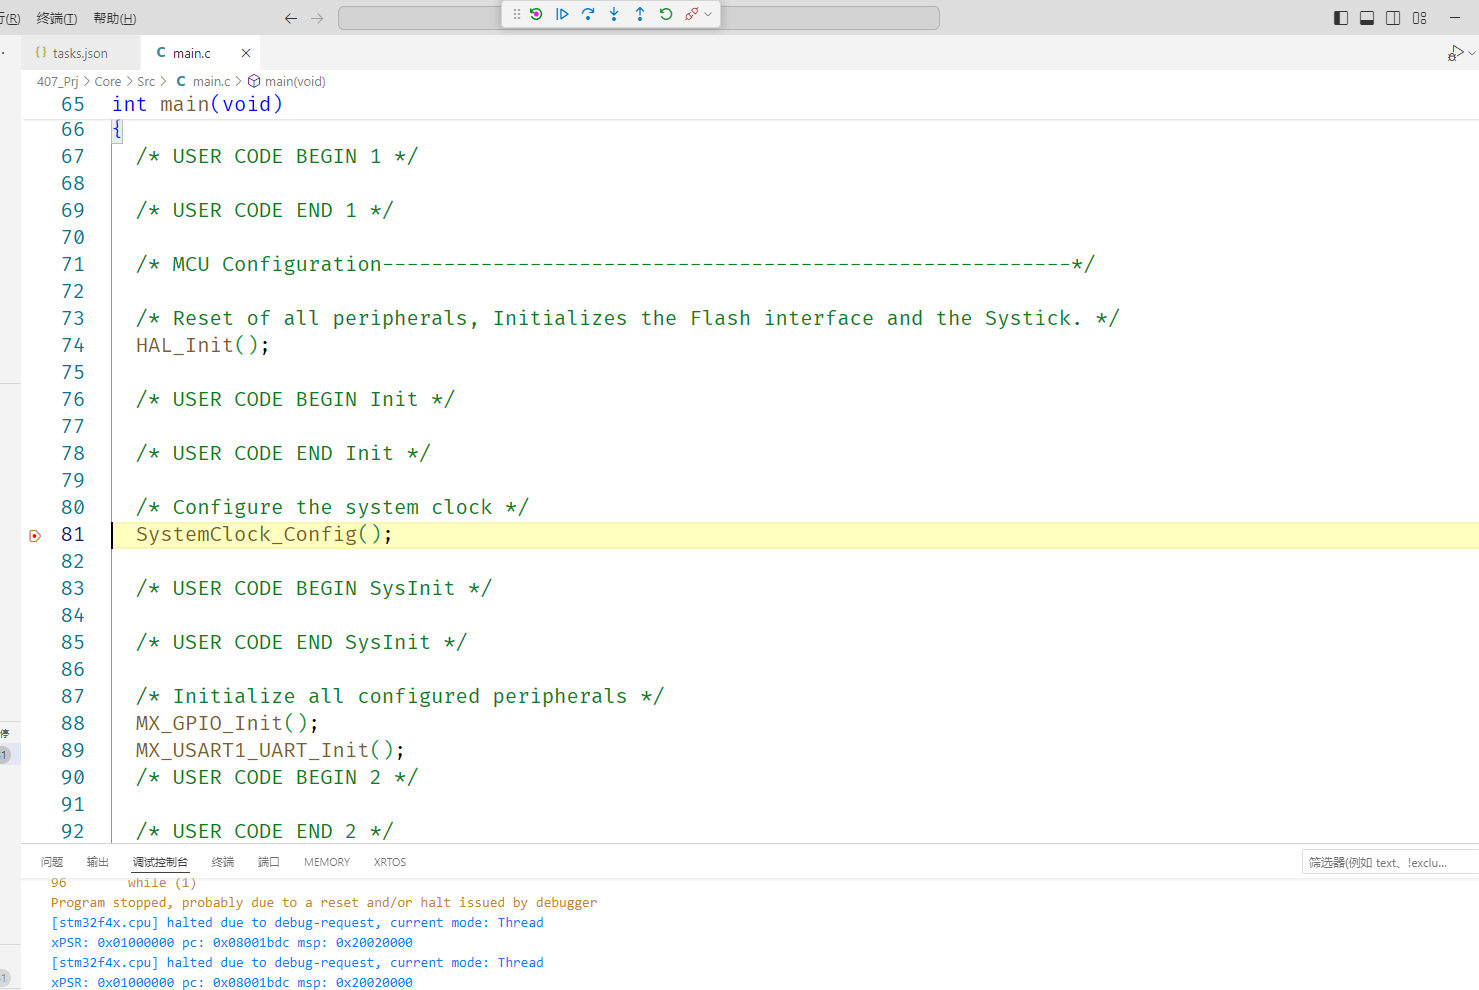 行(R) 终端(T) 帮助(H)
tasks.json main.c
407_Prj > Core > Src > C main.c > main(void)
65 int main(void)
66 {
67 /* USER CODE BEGIN 1 */
68
69 /* USER CODE END 1 */
70
71 /* MCU Configuration--------------------------------------------------------*/
72
73 /* Reset of all peripherals, Initializes the Flash interface and the Systick. */
74 HAL_Init();
75
76 /* USER CODE BEGIN Init */
77
78 /* USER CODE END Init */
79
80 /* Configure the system clock */
81 SystemClock_Config();
82
83 /* USER CODE BEGIN SysInit */
84
85 /* USER CODE END SysInit */
86
87 /* Initialize all configured peripherals */
88 MX_GPIO_Init();
89 MX_USART1_UART_Init();
90 /* USER CODE BEGIN 2 */
91
92 /* USER CODE END 2 */
停
问题 输出 调试控制台 终端 端口 MEMORY XRTOS 筛选器(例如 text、!exclu...
96 while (1)
Program stopped, probably due to a reset and/or halt issued by debugger
[stm32f4x.cpu] halted due to debug-request, current mode: Thread
xPSR: 0x01000000 pc: 0x08001bdc msp: 0x20020000
[stm32f4x.cpu] halted due to debug-request, current mode: Thread
xPSR: 0x01000000 pc: 0x08001bdc msp: 0x20020000